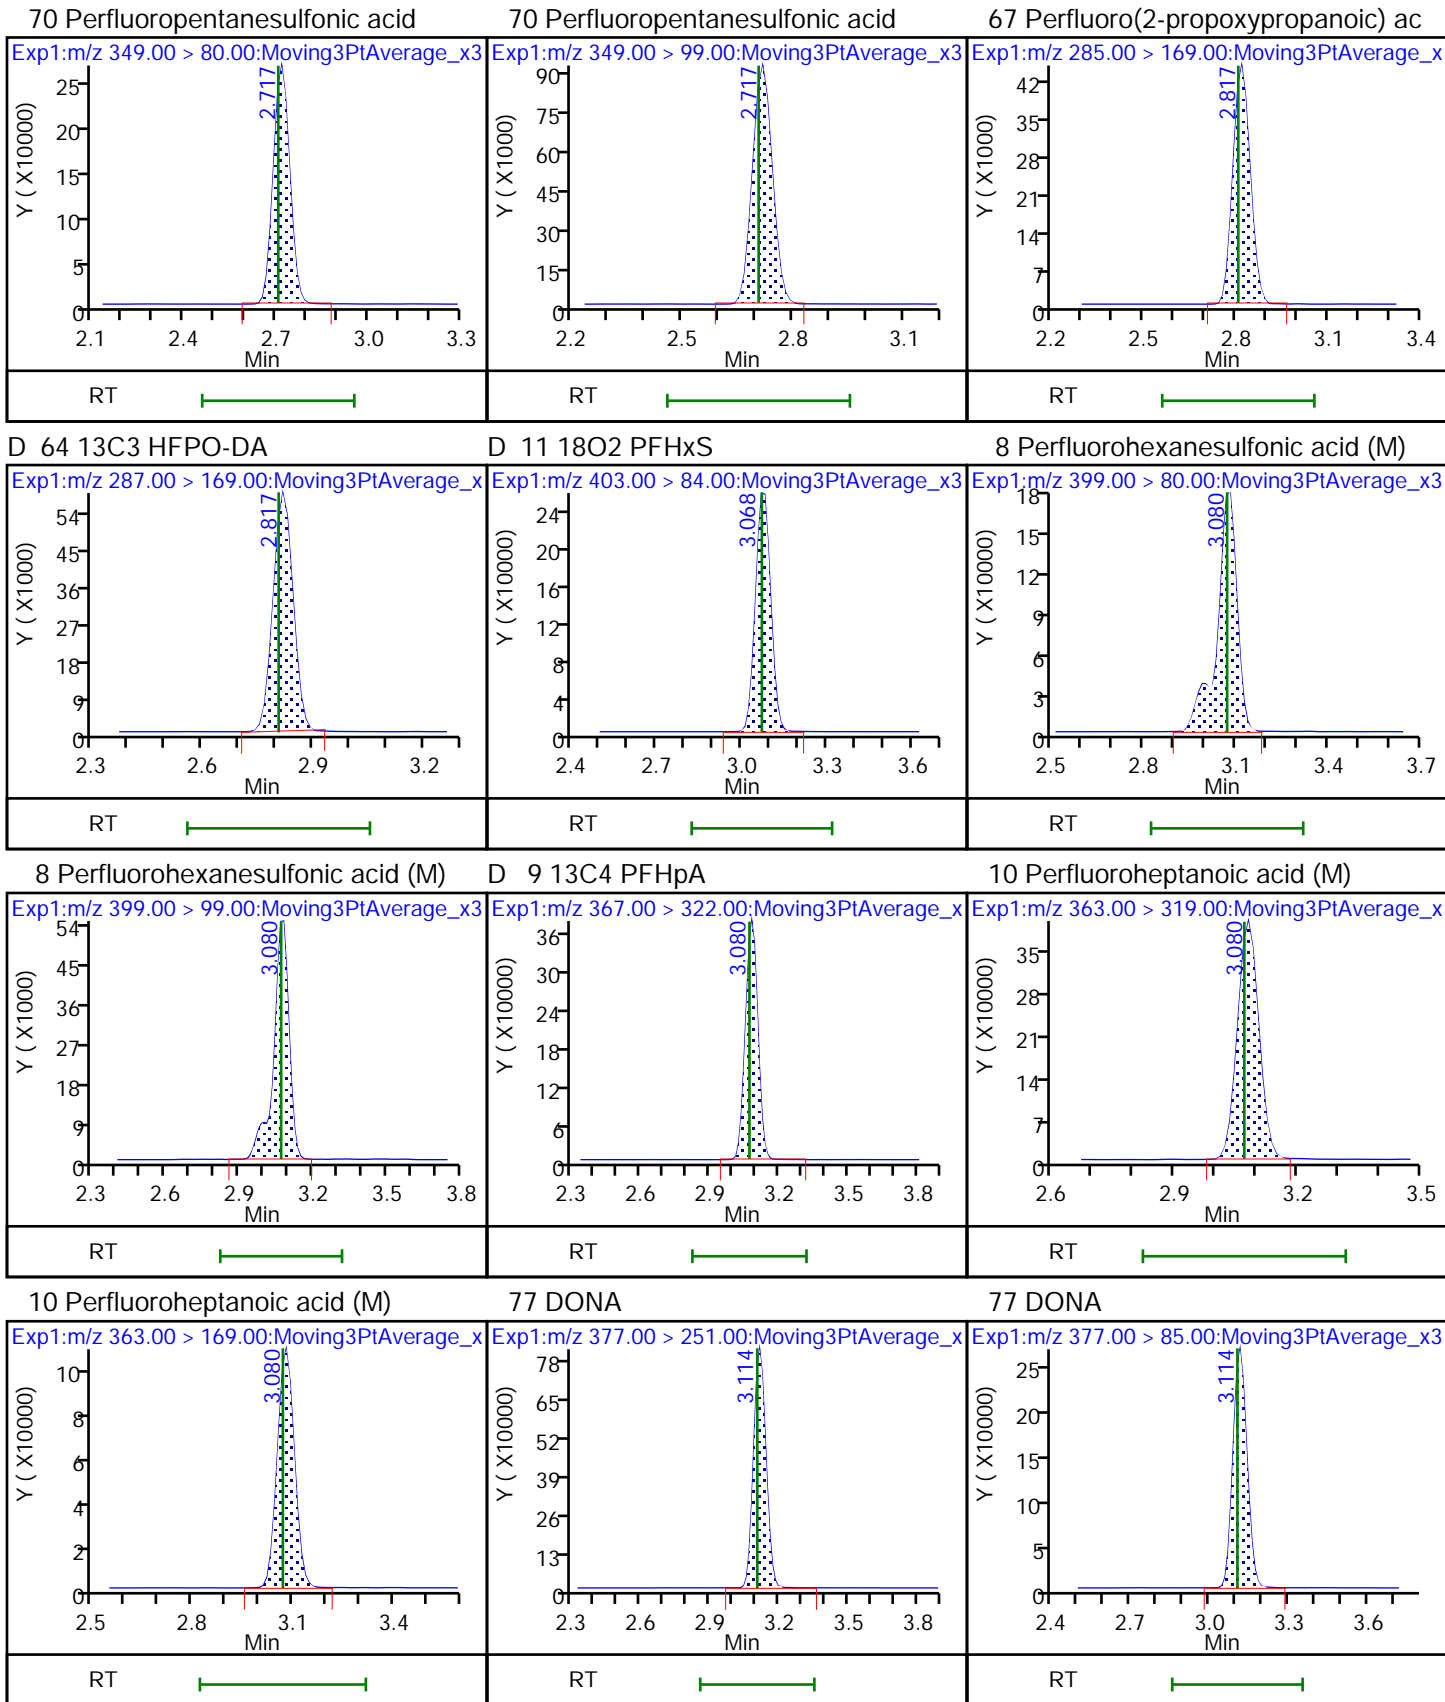 70 Perfluoropentanesulfonic acid
Exp1:m/z 349.00 > 80.00:Moving3PtAverage_x3
2.717
Y ( X10000)
25
20
15
10
5
0
2.1 2.4 2.7 3.0 3.3
Min
RT
70 Perfluoropentanesulfonic acid
Exp1:m/z 349.00 > 99.00:Moving3PtAverage_x3
2.717
Y ( X1000)
90
75
60
45
30
15
0
2.2 2.5 2.8 3.1
Min
RT
67 Perfluoro(2-propoxypropanoic) ac
Exp1:m/z 285.00 > 169.00:Moving3PtAverage_x
2.817
Y ( X1000)
42
35
28
21
14
7
0
2.2 2.5 2.8 3.1 3.4
Min
RT
D 64 13C3 HFPO-DA
Exp1:m/z 287.00 > 169.00:Moving3PtAverage_x
2.817
Y ( X1000)
54
45
36
27
18
9
0
2.3 2.6 2.9 3.2
Min
RT
D 11 18O2 PFHxS
Exp1:m/z 403.00 > 84.00:Moving3PtAverage_x3
3.068
Y ( X10000)
24
20
16
12
8
4
0
2.4 2.7 3.0 3.3 3.6
Min
RT
8 Perfluorohexanesulfonic acid (M)
Exp1:m/z 399.00 > 80.00:Moving3PtAverage_x3
3.080
Y ( X10000)
18
15
12
9
6
3
0
2.5 2.8 3.1 3.4 3.7
Min
RT
8 Perfluorohexanesulfonic acid (M)
Exp1:m/z 399.00 > 99.00:Moving3PtAverage_x3
3.080
Y ( X1000)
54
45
36
27
18
9
0
2.3 2.6 2.9 3.2 3.5 3.8
Min
RT
D 9 13C4 PFHpA
Exp1:m/z 367.00 > 322.00:Moving3PtAverage_x
3.080
Y ( X10000)
36
30
24
18
12
6
0
2.3 2.6 2.9 3.2 3.5 3.8
Min
RT
10 Perfluoroheptanoic acid (M)
Exp1:m/z 363.00 > 319.00:Moving3PtAverage_x
3.080
Y ( X10000)
35
28
21
14
7
0
2.6 2.9 3.2 3.5
Min
RT
10 Perfluoroheptanoic acid (M)
Exp1:m/z 363.00 > 169.00:Moving3PtAverage_x
3.080
Y ( X10000)
10
8
6
4
2
0
2.5 2.8 3.1 3.4
Min
RT
77 DONA
Exp1:m/z 377.00 > 251.00:Moving3PtAverage_x
3.114
Y ( X10000)
78
65
52
39
26
13
0
2.3 2.6 2.9 3.2 3.5 3.8
Min
RT
77 DONA
Exp1:m/z 377.00 > 85.00:Moving3PtAverage_x3
3.114
Y ( X10000)
25
20
15
10
5
0
2.4 2.7 3.0 3.3 3.6
Min
RT